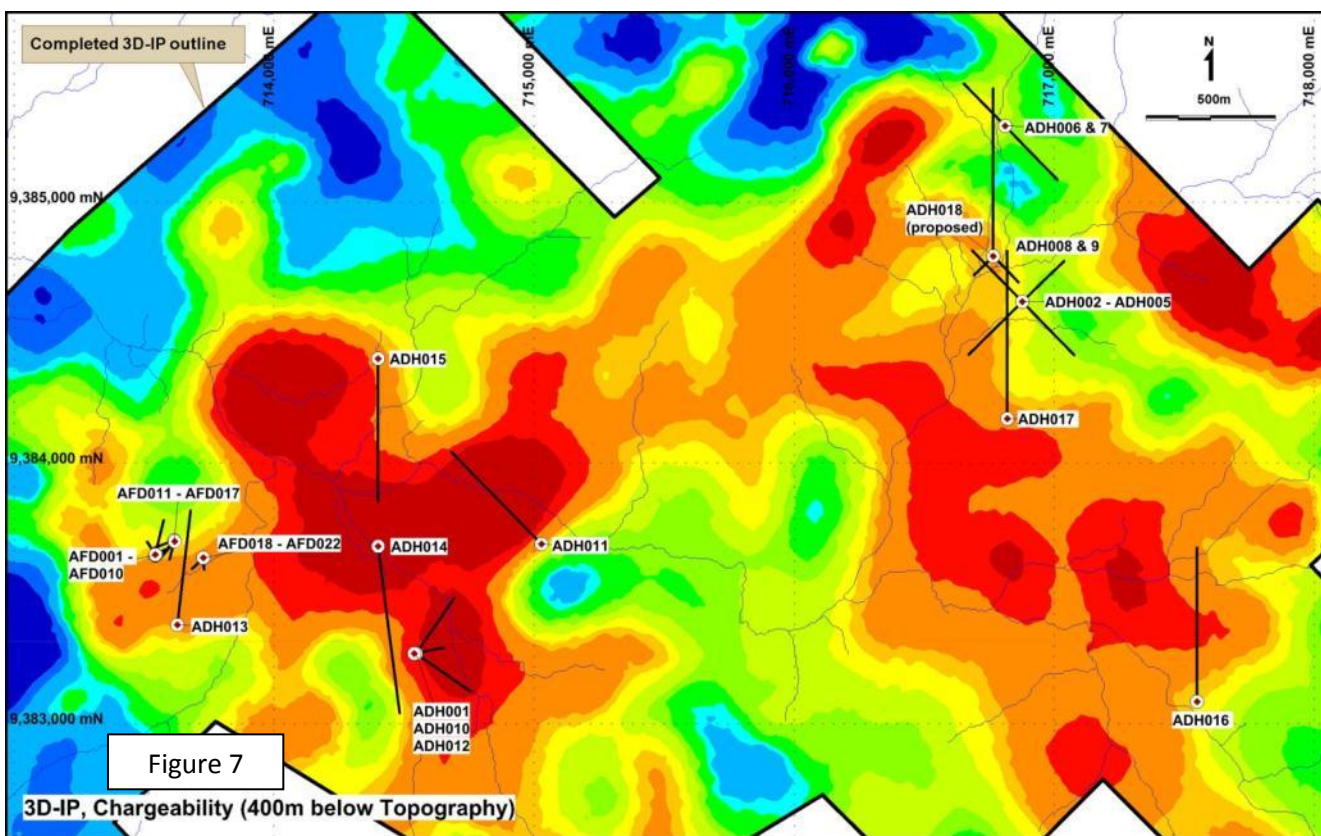 Completed 3D-IP outline
714,000 mE
715,000 mE
716,000 mE
717,000 mE
718,000 mE
N
500m
ADH006 & 7
9,385,000 mN
ADH018
(proposed)
ADH008 & 9
ADH002 - ADH005
ADH015
ADH017
9,384,000 mN
AFD011 - AFD017
AFD018 - AFD022
ADH014
ADH011
AFD001 -
AFD010
ADH013
9,383,000 mN
ADH001
ADH010
ADH012
ADH016
Figure 7
3D-IP, Chargeability (400m below Topography)